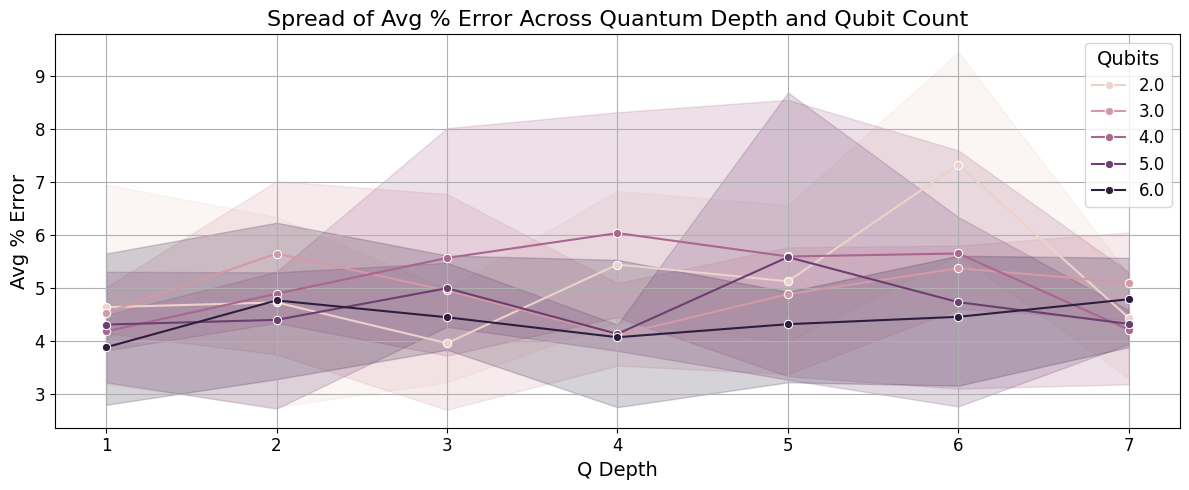 Spread of Avg % Error Across Quantum Depth and Qubit Count
Avg % Error
9
8
7
6
5
4
3
1 2 3 4 5 6 7
Q Depth
Qubits
2.0
3.0
4.0
5.0
6.0